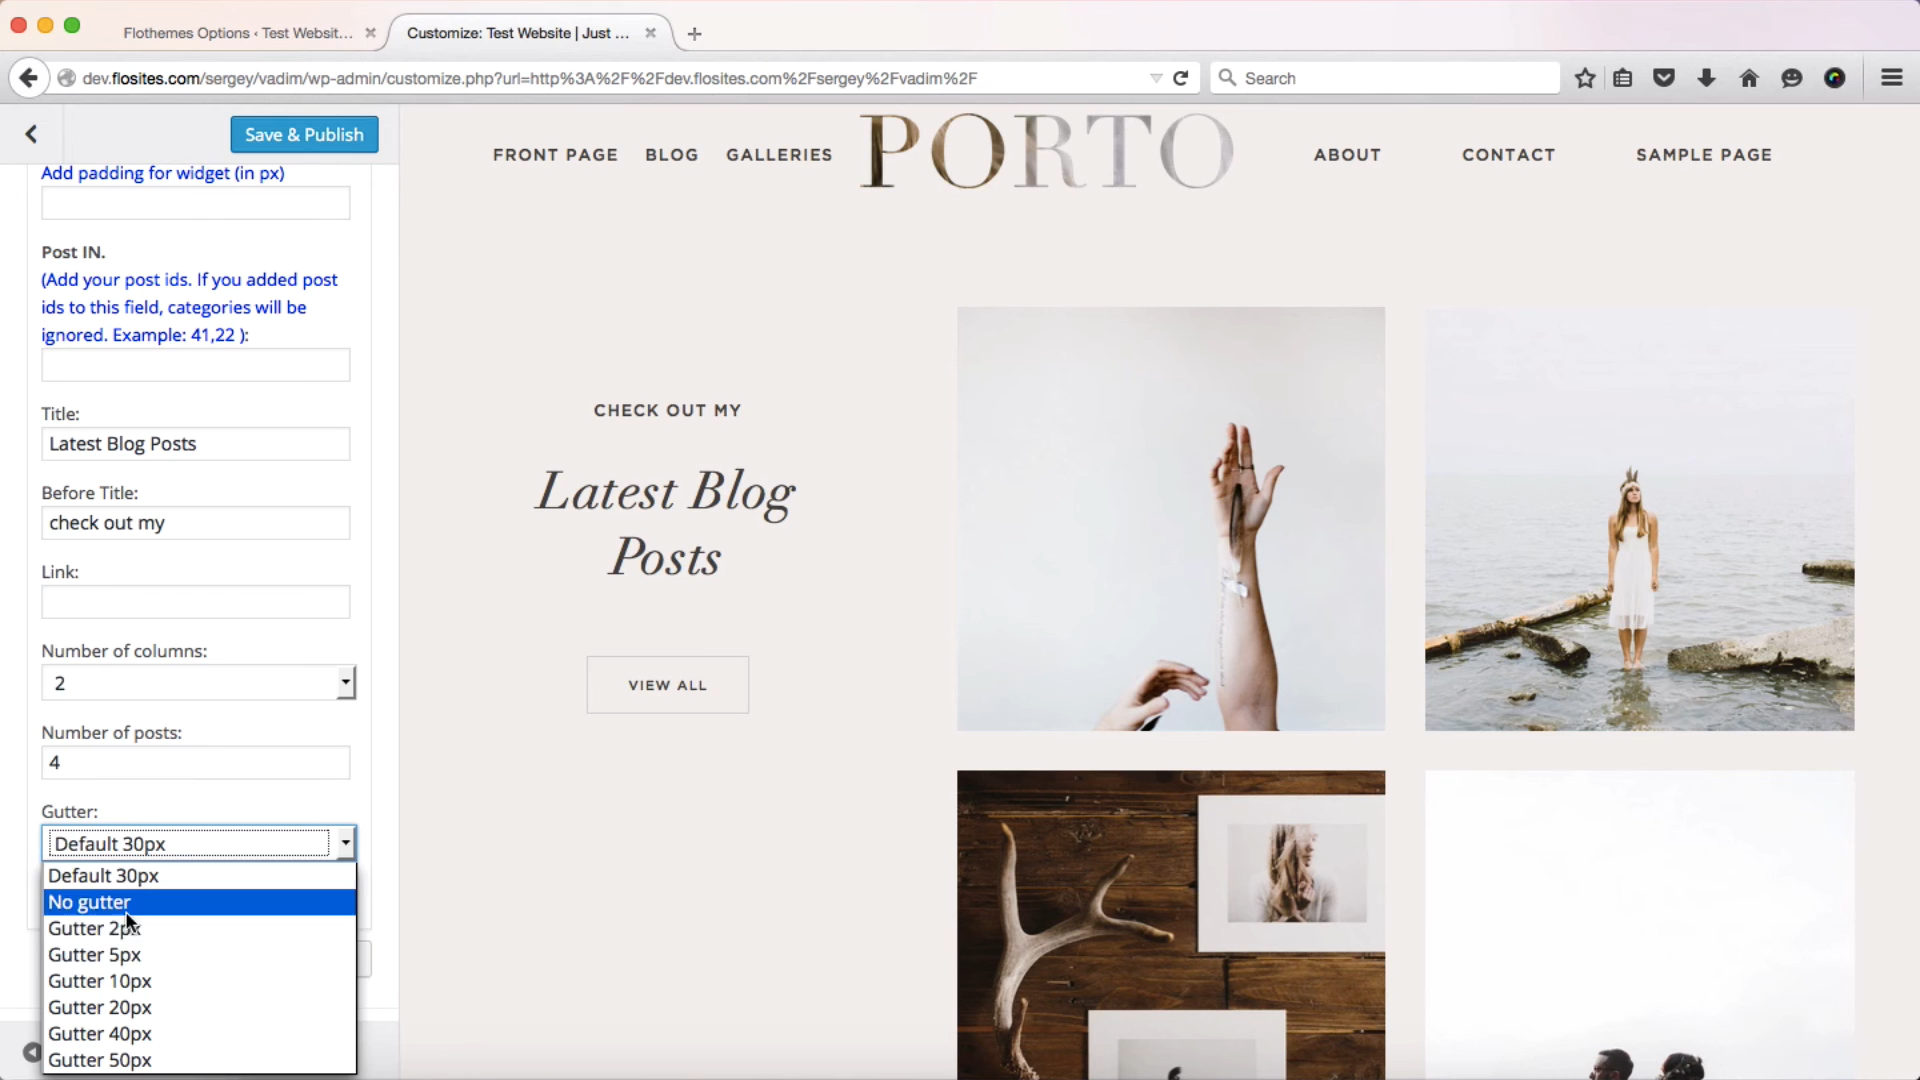 Flothemes Options ‹ Test Websit...
Customize: Test Website | Just ...
dev.flosites.com/sergey/vadim/wp-admin/customize.php?url=http%3A%2F%2Fdev.flosites.com%2Fsergey%2Fvadim%2F
Search
Save & Publish
Add padding for widget (in px)
Post IN.
(Add your post ids. If you added post
ids to this field, categories will be
ignored. Example: 41,22 ):
Title:
Latest Blog Posts
Before Title:
check out my
Link:
Number of columns:
2
Number of posts:
4
Gutter:
Default 30px
Default 30px
No gutter
Gutter 2px
Gutter 5px
Gutter 10px
Gutter 20px
Gutter 40px
Gutter 50px
FRONT PAGE BLOG GALLERIES PORTO ABOUT CONTACT SAMPLE PAGE
CHECK OUT MY
Latest Blog
Posts
VIEW ALL